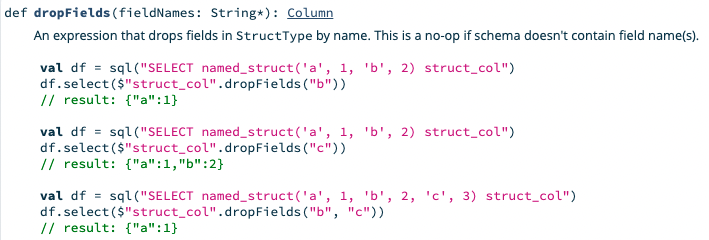 def dropFields(fieldNames: String*): Column
An expression that drops fields in StructType by name. This is a no-op if schema doesn't contain field name(s).
val df = sql("SELECT named_struct('a', 1, 'b', 2) struct_col")
df.select($"struct_col".dropFields("b"))
// result: {"a":1}
val df = sql("SELECT named_struct('a', 1, 'b', 2) struct_col")
df.select($"struct_col".dropFields("c"))
// result: {"a":1,"b":2}
val df = sql("SELECT named_struct('a', 1, 'b', 2, 'c', 3) struct_col")
df.select($"struct_col".dropFields("b", "c"))
// result: {"a":1}